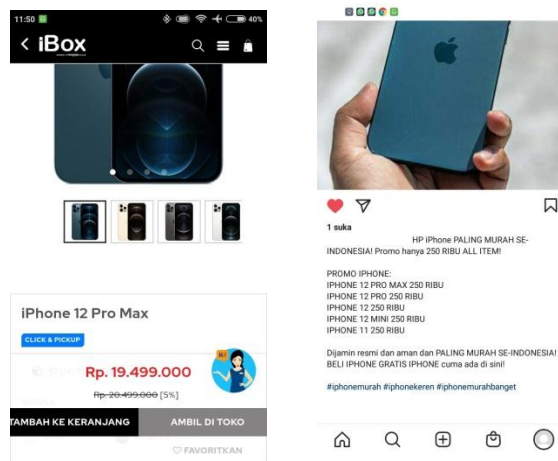 11:50
40%
iBox
iPhone 12 Pro Max
CLICK & PICKUP
Rp. 19.499.000
Hi!
Rp. 20.499.000 [5%]
TAMBAH KE KERANJANG
AMBIL DI TOKO
FAVORITKAN
1 suka
HP iPhone PALING MURAH SE-
INDONESIA! Promo hanya 250 RIBU ALL ITEM!
PROMO IPHONE:
IPHONE 12 PRO MAX 250 RIBU
IPHONE 12 PRO 250 RIBU
IPHONE 12 250 RIBU
IPHONE 12 MINI 250 RIBU
IPHONE 11 250 RIBU
Dijamin resmi dan aman dan PALING MURAH SE-INDONESIA!
BELI IPHONE GRATIS IPHONE cuma ada di sini!
#iphonemurah #iphonekeren #iphonemurahbanget